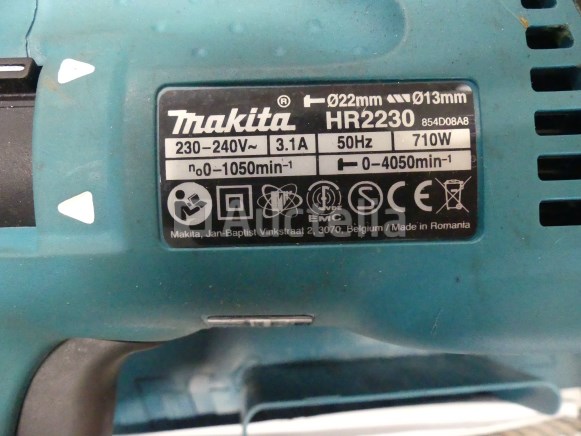 makita ® Ø22mm Ø13mm
HR2230 854D08A8
230-240V~ 3.1A 50Hz 710W
n₀0-1050min⁻¹ 0-4050min⁻¹
S CE
EMC
Makita, Jan-Baptist Vinkstraat 2, 3070, Belgium / Made in Romania
Auctelia